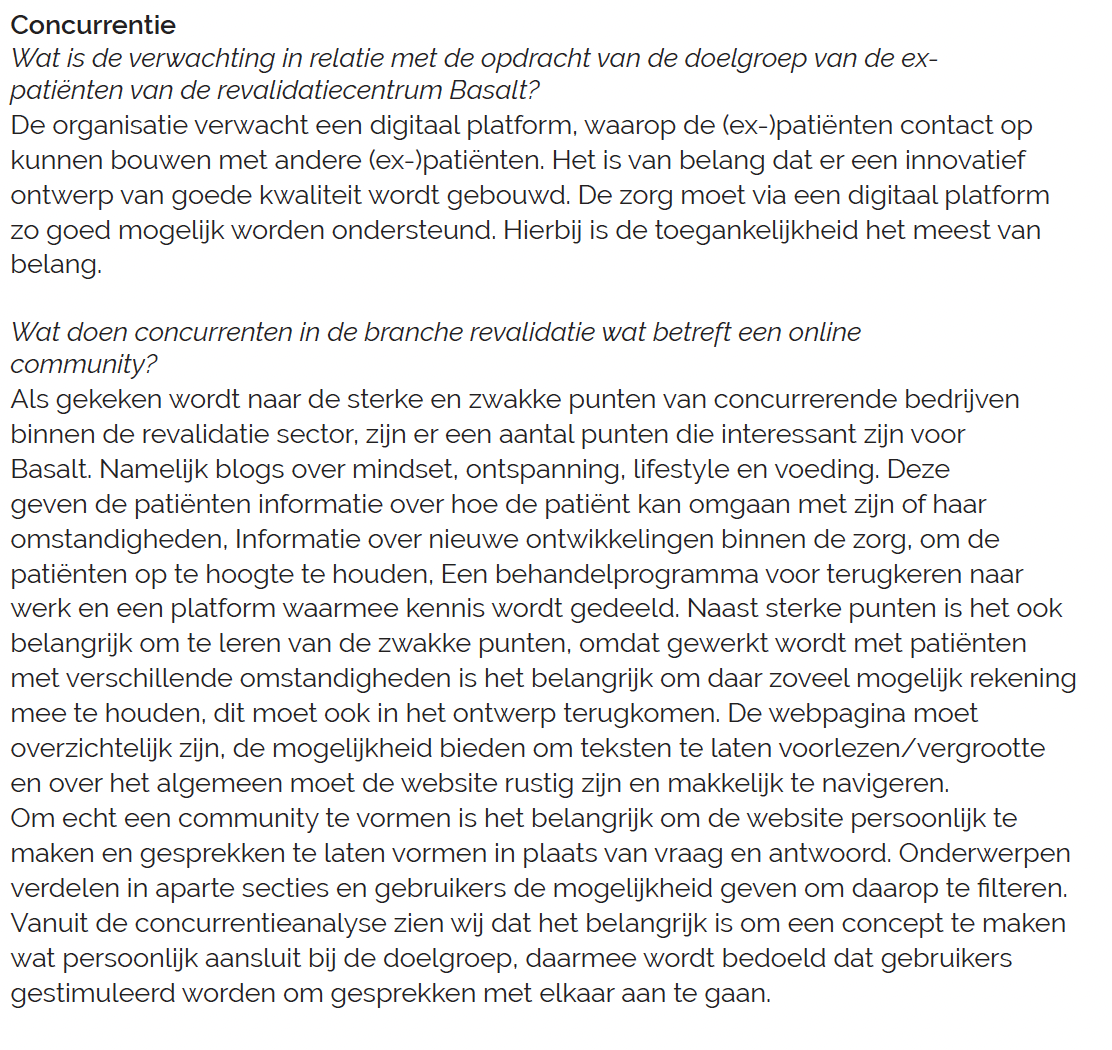 Concurrentie
Wat is de verwachting in relatie met de opdracht van de doelgroep van de ex-
patiënten van de revalidatiecentrum Basalt?
De organisatie verwacht een digitaal platform, waarop de (ex-)patiënten contact op
kunnen bouwen met andere (ex-)patiënten. Het is van belang dat er een innovatief
ontwerp van goede kwaliteit wordt gebouwd. De zorg moet via een digitaal platform
zo goed mogelijk worden ondersteund. Hierbij is de toegankelijkheid het meest van
belang.
Wat doen concurrenten in de branche revalidatie wat betreft een online
community?
Als gekeken wordt naar de sterke en zwakke punten van concurrerende bedrijven
binnen de revalidatie sector, zijn er een aantal punten die interessant zijn voor
Basalt. Namelijk blogs over mindset, ontspanning, lifestyle en voeding. Deze
geven de patiënten informatie over hoe de patiënt kan omgaan met zijn of haar
omstandigheden, Informatie over nieuwe ontwikkelingen binnen de zorg, om de
patiënten op te hoogte te houden, Een behandelprogramma voor terugkeren naar
werk en een platform waarmee kennis wordt gedeeld. Naast sterke punten is het ook
belangrijk om te leren van de zwakke punten, omdat gewerkt wordt met patiënten
met verschillende omstandigheden is het belangrijk om daar zoveel mogelijk rekening
mee te houden, dit moet ook in het ontwerp terugkomen. De webpagina moet
overzichtelijk zijn, de mogelijkheid bieden om teksten te laten voorlezen/vergrootte
en over het algemeen moet de website rustig zijn en makkelijk te navigeren.
Om echt een community te vormen is het belangrijk om de website persoonlijk te
maken en gesprekken te laten vormen in plaats van vraag en antwoord. Onderwerpen
verdelen in aparte secties en gebruikers de mogelijkheid geven om daarop te filteren.
Vanuit de concurrentieanalyse zien wij dat het belangrijk is om een concept te maken
wat persoonlijk aansluit bij de doelgroep, daarmee wordt bedoeld dat gebruikers
gestimuleerd worden om gesprekken met elkaar aan te gaan.